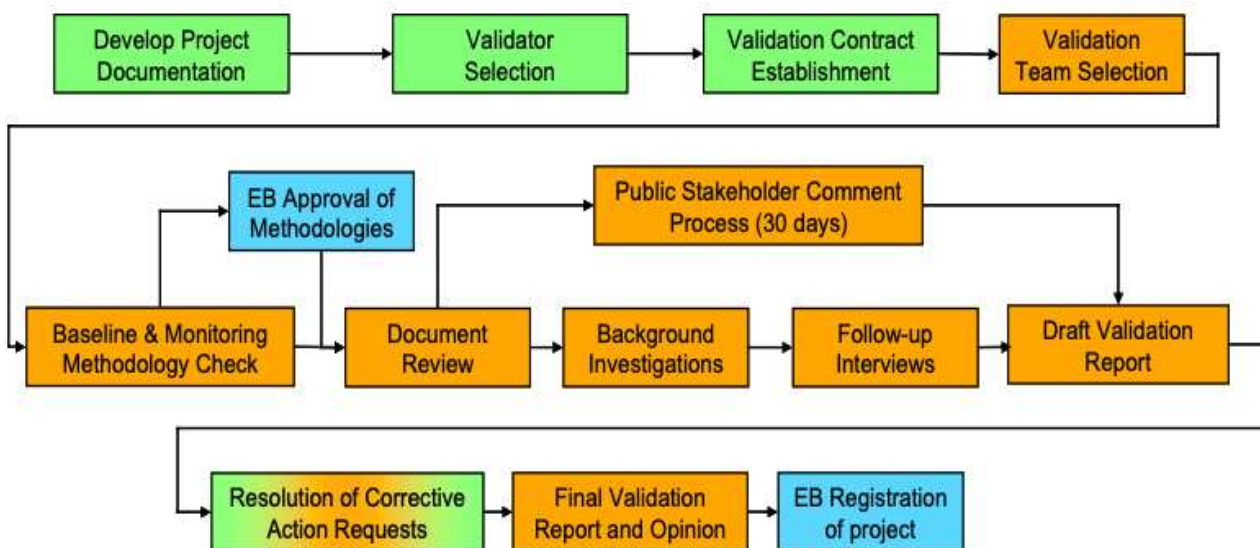 Develop Project
Documentation
Validator
Selection
Validation Contract
Establishment
Validation
Team Selection
EB Approval of
Methodologies
Public Stakeholder Comment
Process (30 days)
Baseline & Monitoring
Methodology Check
Document
Review
Background
Investigations
Follow-up
Interviews
Draft Validation
Report
Resolution of Corrective
Action Requests
Final Validation
Report and Opinion
EB Registration
of project